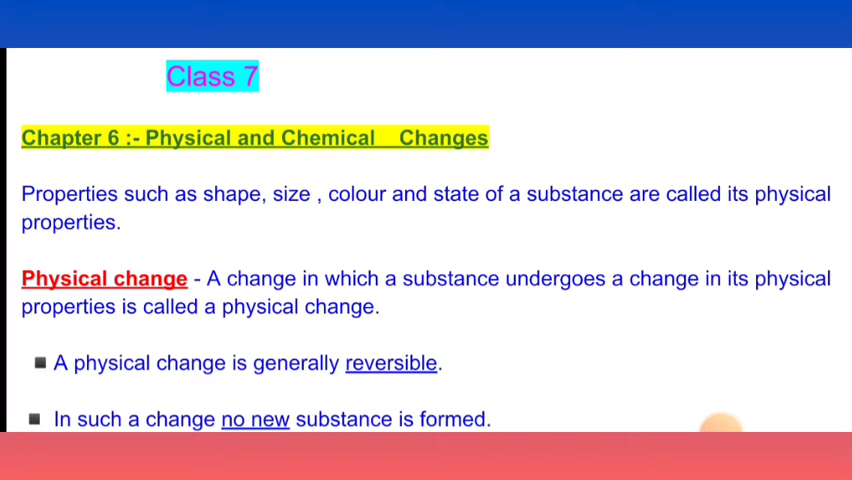 Class 7
Chapter 6 :- Physical and Chemical Changes
Properties such as shape, size , colour and state of a substance are called its physical
properties.
Physical change - A change in which a substance undergoes a change in its physical
properties is called a physical change.
A physical change is generally reversible.
In such a change no new substance is formed.